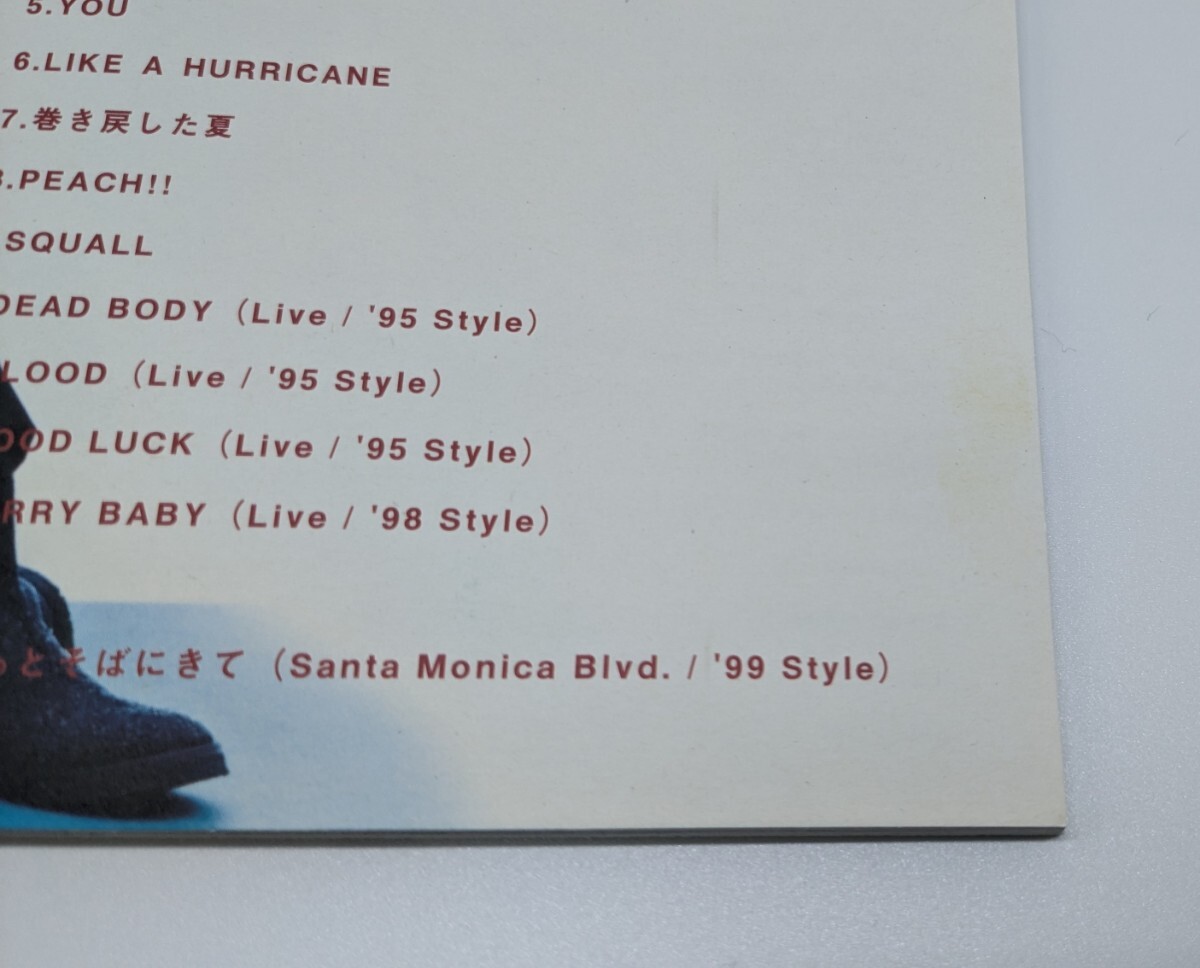 5.YOU
6.LIKE A HURRICANE
7.巻き戻した夏
.PEACH!!
SQUALL
DEAD BODY (Live / '95 Style)
LOOD (Live / '95 Style)
OOD LUCK (Live / '95 Style)
RRY BABY (Live / '98 Style)
っとそばにきて (Santa Monica Blvd. / '99 Style)